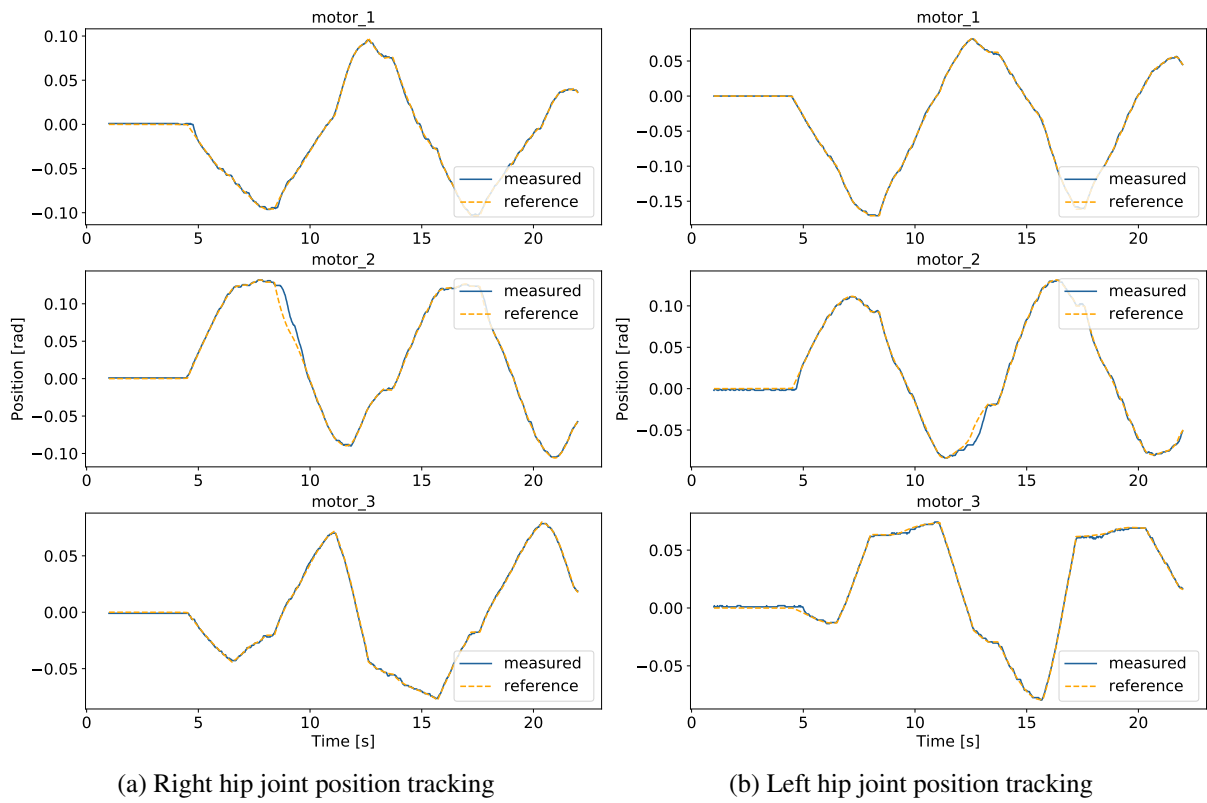 motor_1
0.10
0.05
0.00
−0.05
−0.10
measured
reference
0 5 10 15 20
motor_2
0.10
0.05
0.00
−0.05
−0.10
Position [rad]
measured
reference
0 5 10 15 20
motor_3
0.05
0.00
−0.05
measured
reference
0 5 10 15 20
Time [s]
(a) Right hip joint position tracking
motor_1
0.05
0.00
−0.05
−0.10
−0.15
measured
reference
0 5 10 15 20
motor_2
0.10
0.05
0.00
−0.05
Position [rad]
measured
reference
0 5 10 15 20
motor_3
0.05
0.00
−0.05
measured
reference
0 5 10 15 20
Time [s]
(b) Left hip joint position tracking